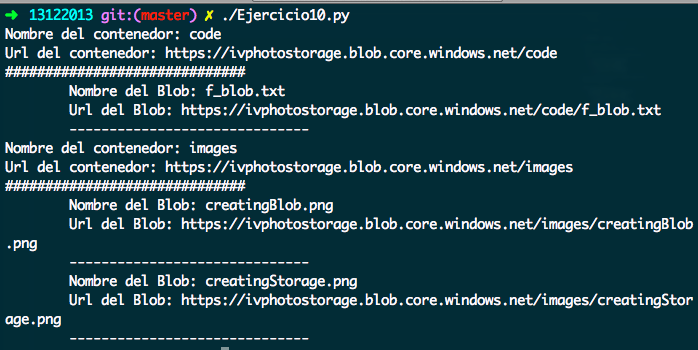 ➜ 13122013 git:(master) ✗ ./Ejercicio10.py
Nombre del contenedor: code
Url del contenedor: https://ivphotostorage.blob.core.windows.net/code
##############################
Nombre del Blob: f_blob.txt
Url del Blob: https://ivphotostorage.blob.core.windows.net/code/f_blob.txt
------------------------------
Nombre del contenedor: images
Url del contenedor: https://ivphotostorage.blob.core.windows.net/images
##############################
Nombre del Blob: creatingBlob.png
Url del Blob: https://ivphotostorage.blob.core.windows.net/images/creatingBlob
.png
------------------------------
Nombre del Blob: creatingStorage.png
Url del Blob: https://ivphotostorage.blob.core.windows.net/images/creatingStor
age.png
------------------------------